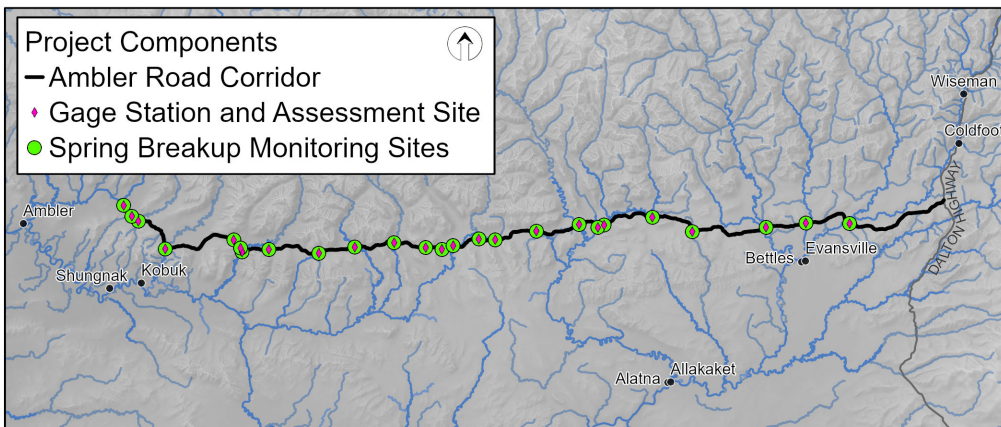 Project Components
Ambler Road Corridor
Gage Station and Assessment Site
Spring Breakup Monitoring Sites
Wiseman
Coldfoot
DALTON HIGHWAY
Ambler
Shungnak
Kobuk
Bettles
Evansville
Alatna
Allakaket